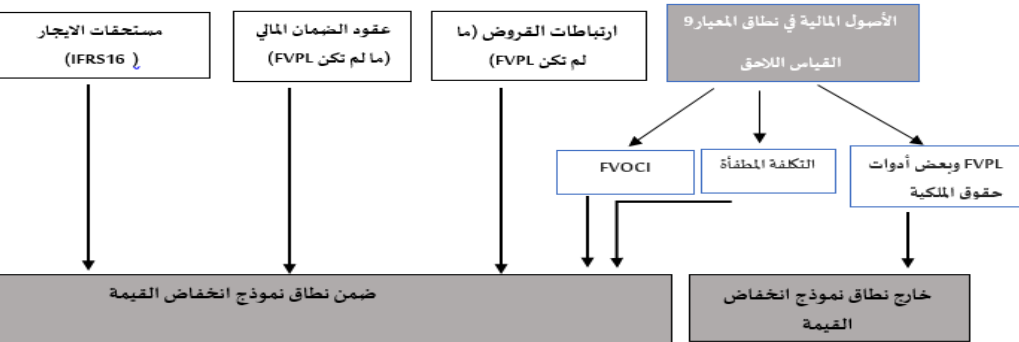 الأصول المالية في نطاق المعيار9
القياس اللاحق
ارتباطات القروض (ما
لم تكن FVPL)
عقود الضمان المالي
(ما لم تكن FVPL)
مستحقات الايجار
( IFRS16)
FVPL وبعض أدوات
حقوق الملكية
التكلفة المطفأة
FVOCI
خارج نطاق نموذج انخفاض
القيمة
ضمن نطاق نموذج انخفاض القيمة